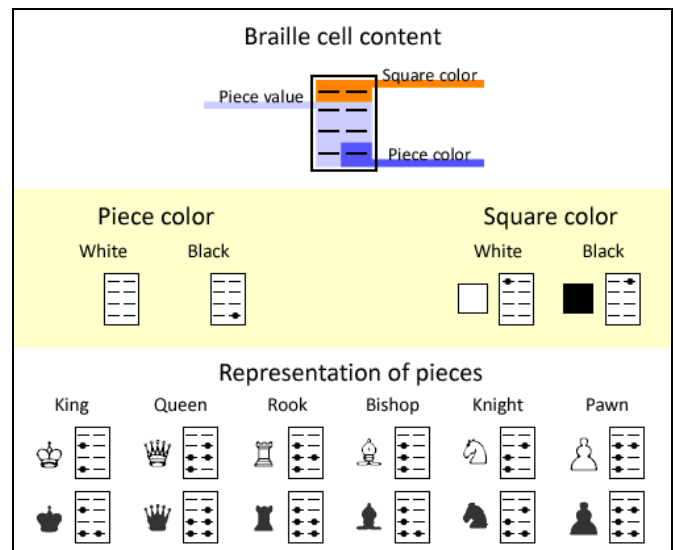 Braille cell content
Square color
Piece value
Piece color
Piece color
Square color
White Black
White Black
Representation of pieces
King Queen Rook Bishop Knight Pawn